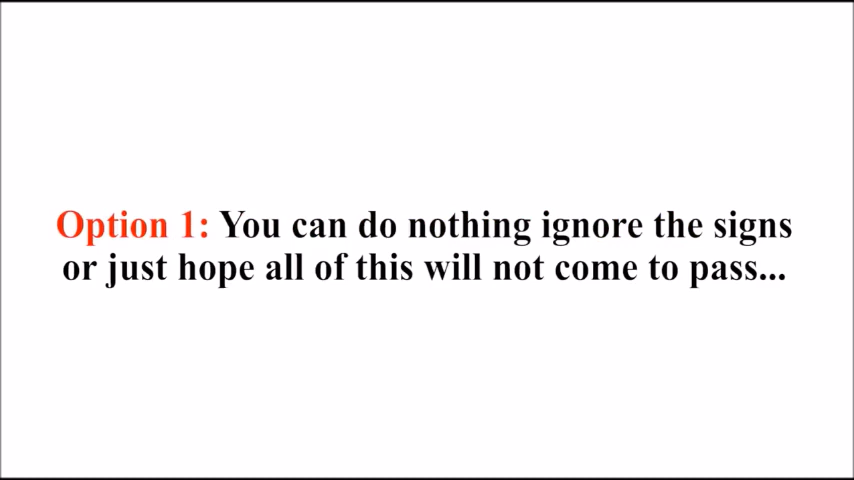 Option 1: You can do nothing ignore the signs
or just hope all of this will not come to pass...